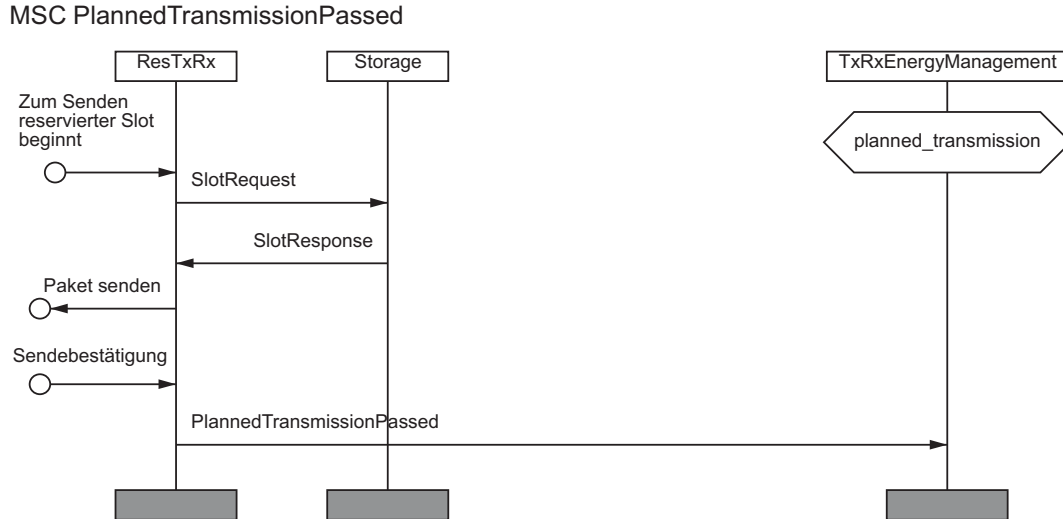 MSC PlannedTransmissionPassed
ResTxRx
Storage
TxRxEnergyManagement
Zum Senden
reservierter Slot
beginnt
planned_transmission
SlotRequest
SlotResponse
Paket senden
Sendebestätigung
PlannedTransmissionPassed